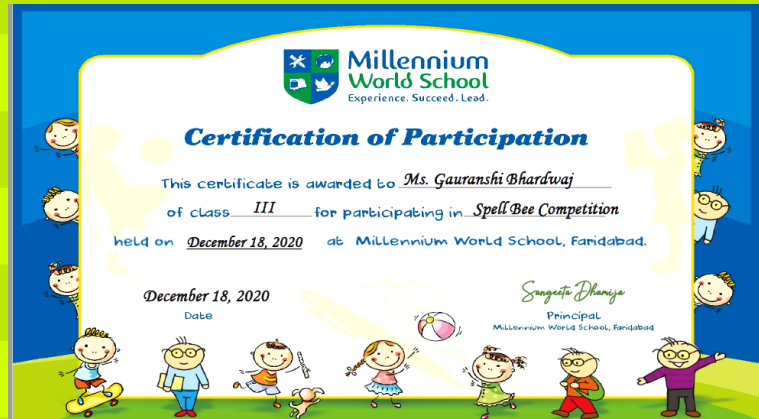 Millennium
World School
Experience. Succeed. Lead.
Certification of Participation
This certificate is awarded to Ms. Gauranshi Bhardwaj
of class III for participating in Spell Bee Competition
held on December 18, 2020 at Millennium World School, Faridabad.
December 18, 2020
Date
Sangeeta Dhamija
Principal
Millennium World School, Faridabad